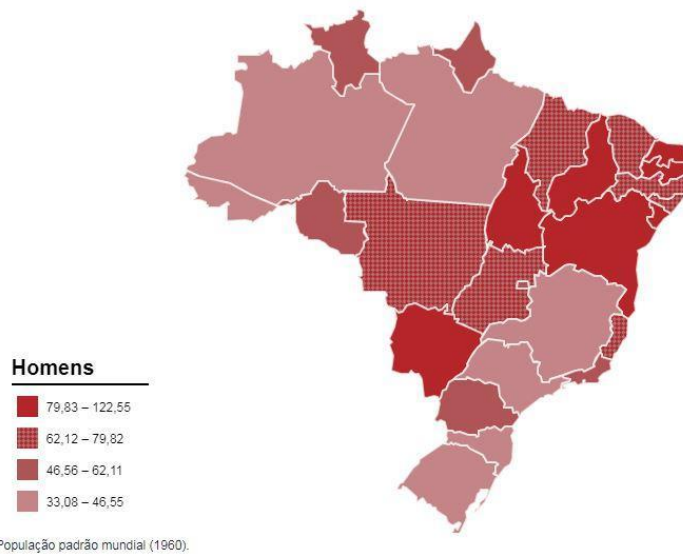 Homens
79,83 – 122,55
62,12 – 79,82
46,56 – 62,11
33,08 – 46,55
População padrão mundial (1960).